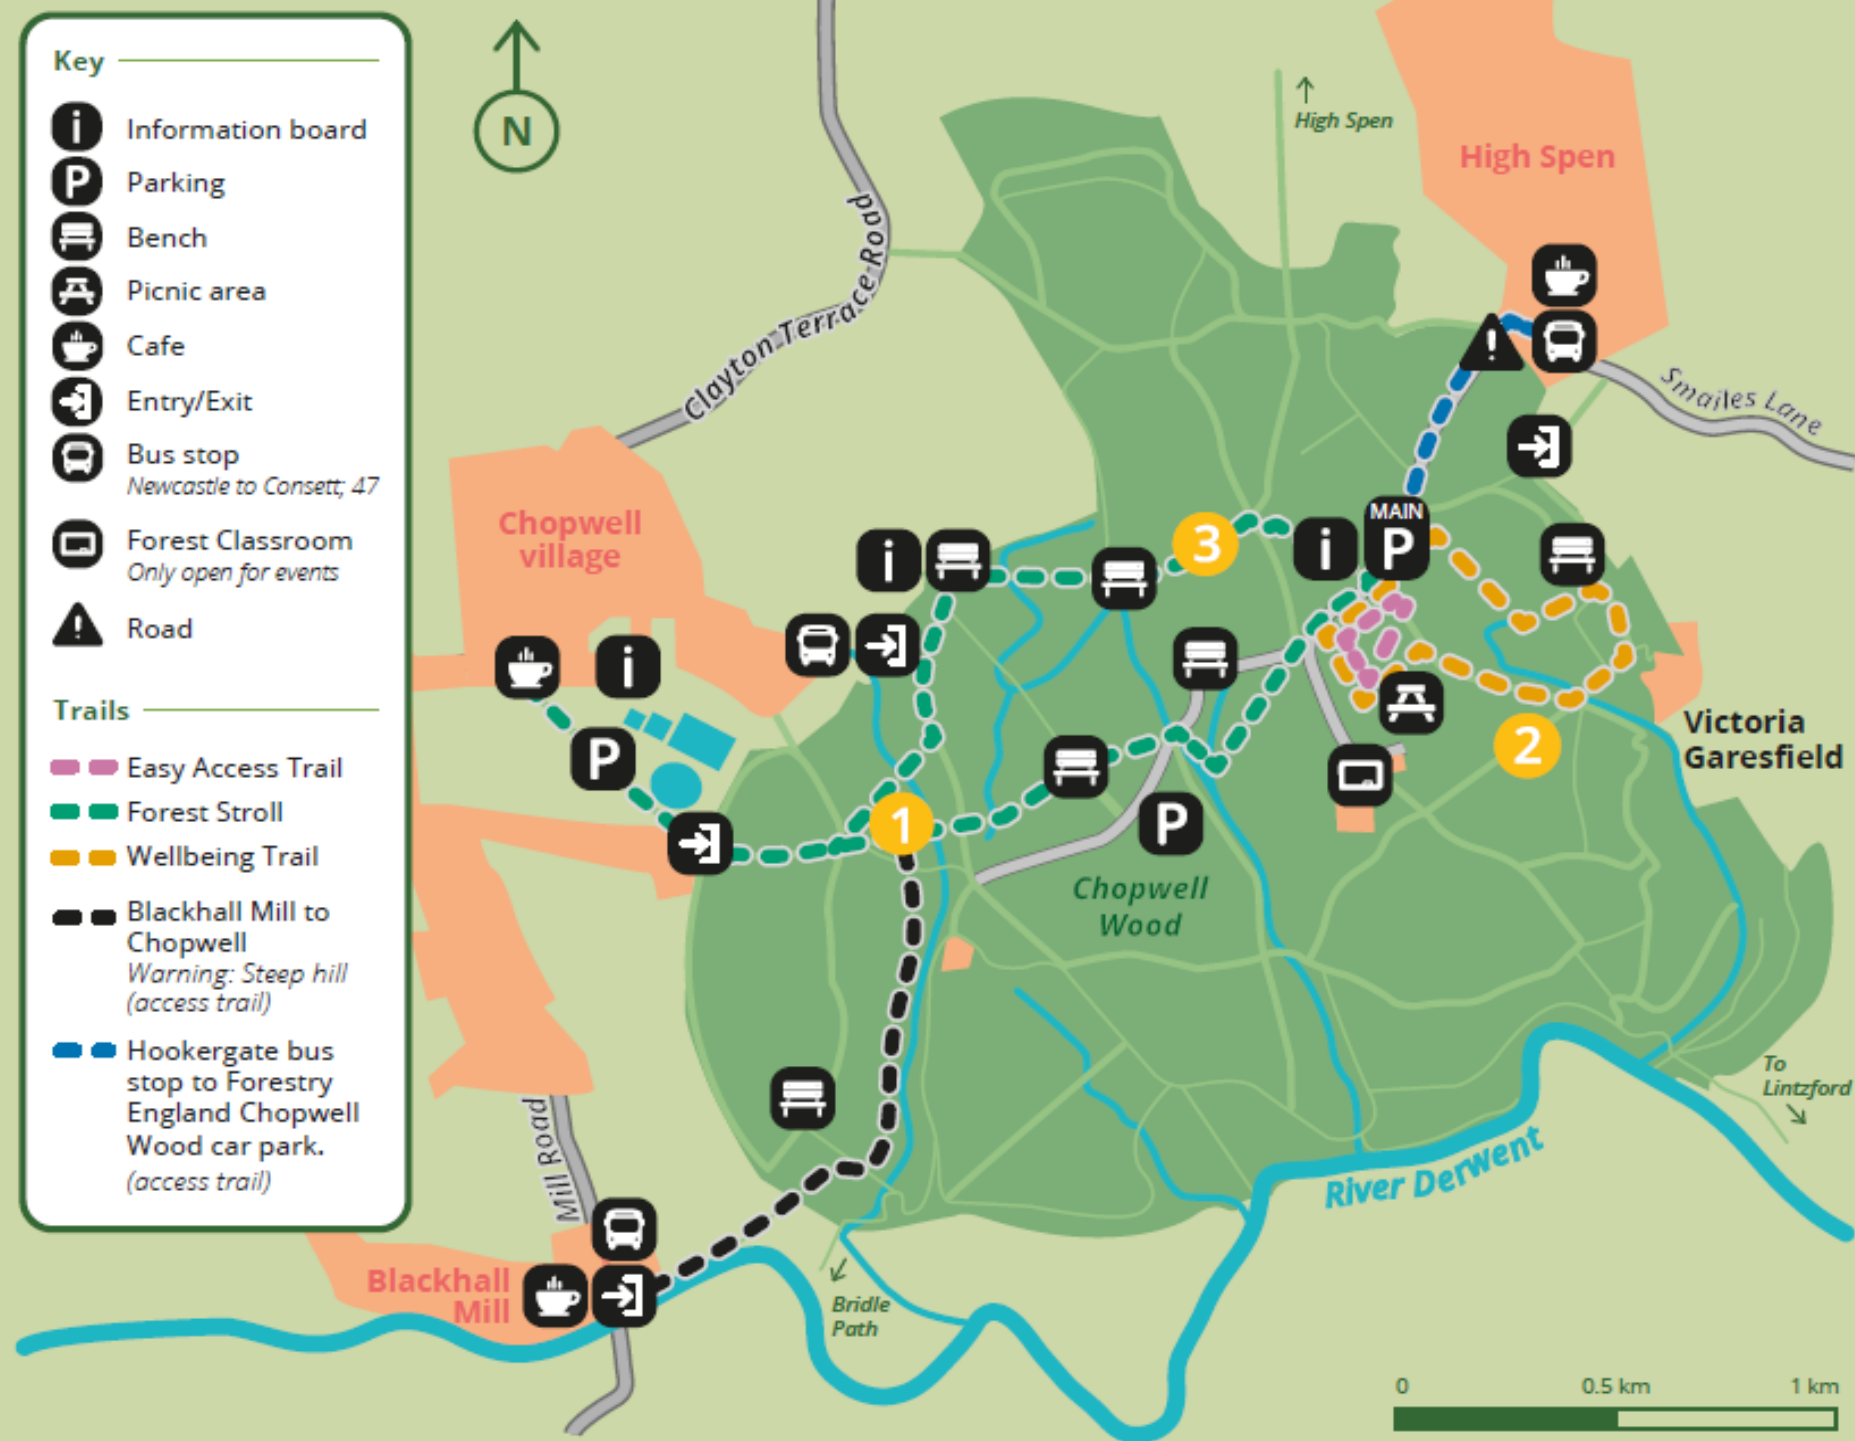 Key
Information board
Parking
Bench
Picnic area
Cafe
Entry/Exit
Bus stop
Newcastle to Consett; 47
Forest Classroom
Only open for events
Road
Trails
Easy Access Trail
Forest Stroll
Wellbeing Trail
Blackhall Mill to
Chopwell
Warning: Steep hill
(access trail)
Hookergate bus
stop to Forestry
England Chopwell
Wood car park.
(access trail)
N
High Spen
High Spen
Clayton Terrace Road
Smailes Lane
Chopwell
village
MAIN
P
3
2
1
P
P
Victoria
Garesfield
Chopwell
Wood
Mill Road
To
Lintzford
River Derwent
Blackhall
Mill
Bridle
Path
0 0.5 km 1 km